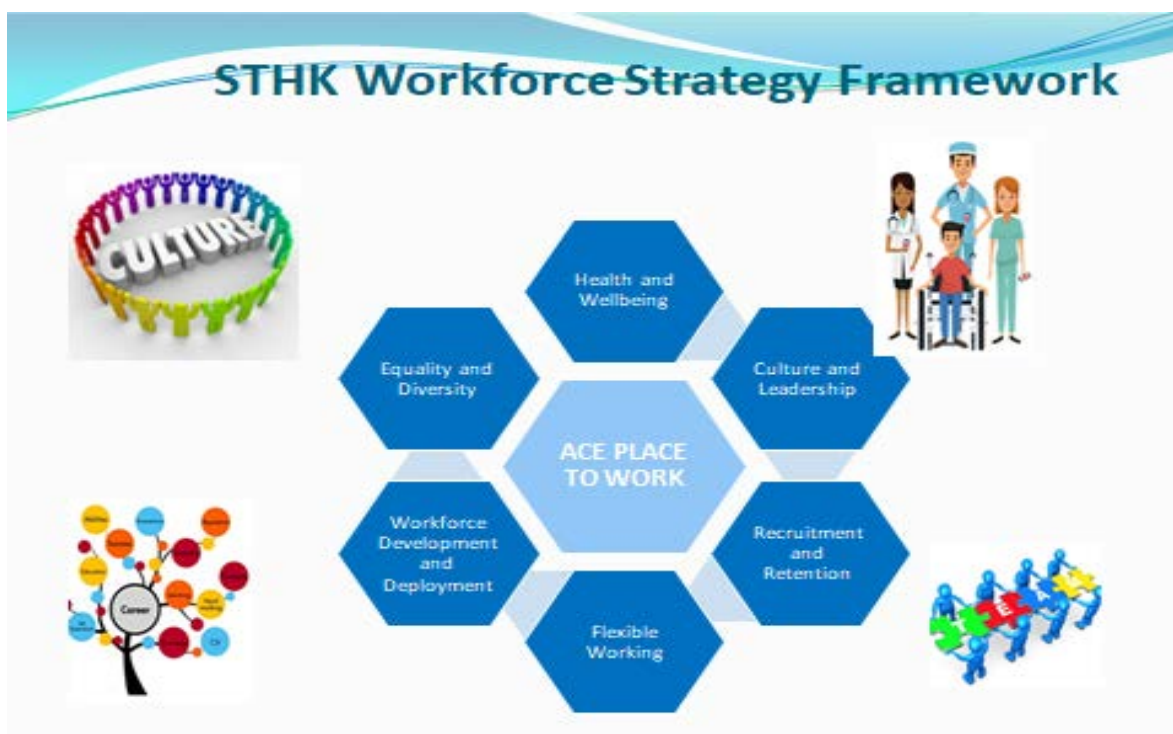 STHK Workforce Strategy Framework
CULTURE
Health and
Wellbeing
Equality and
Diversity
Culture and
Leadership
ACE PLACE
TO WORK
Workforce
Development
and
Deployment
Recruitment
and
Retention
Flexible
Working
Career